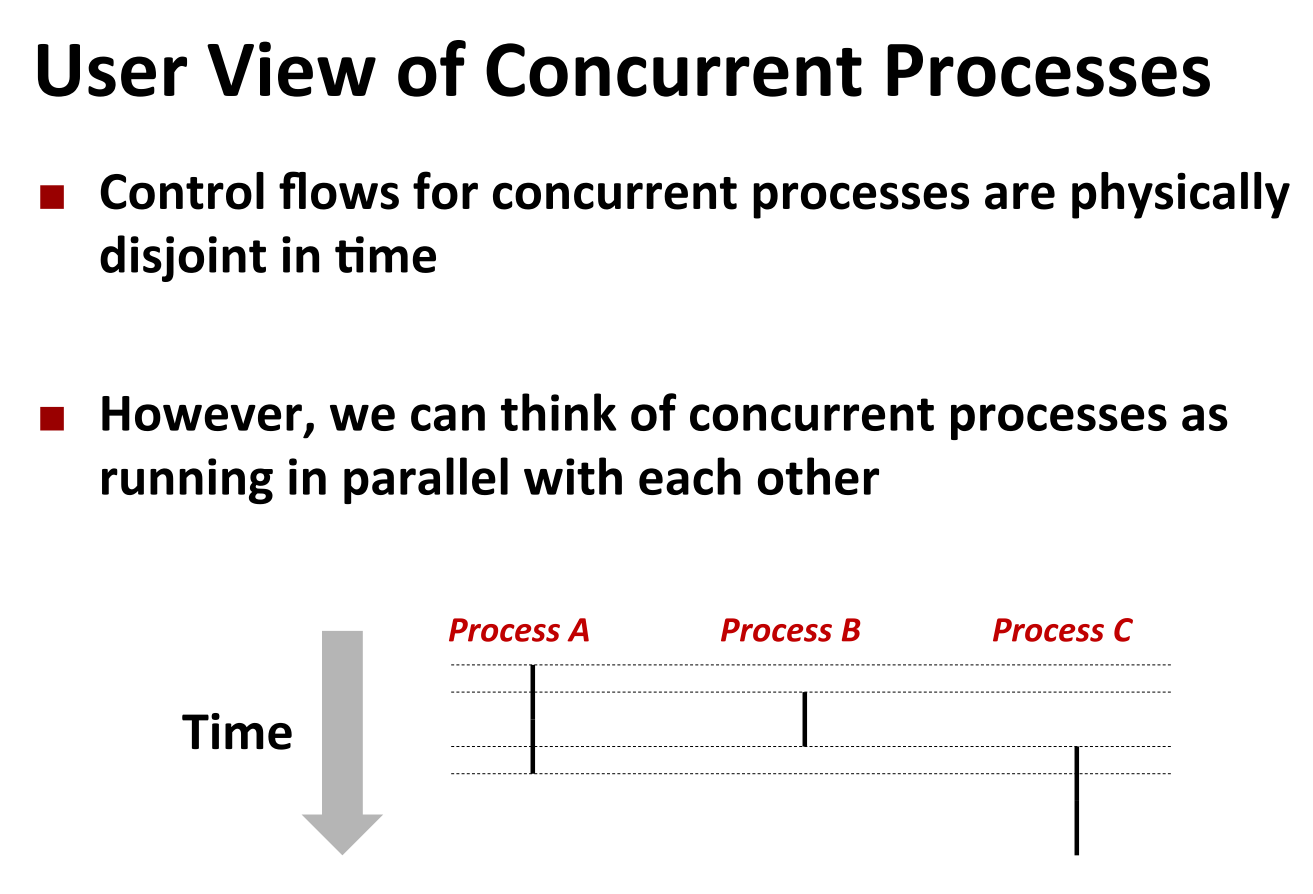 User View of Concurrent Processes
■ Control flows for concurrent processes are physically
disjoint in time
■ However, we can think of concurrent processes as
running in parallel with each other
Process A Process B Process C
Time